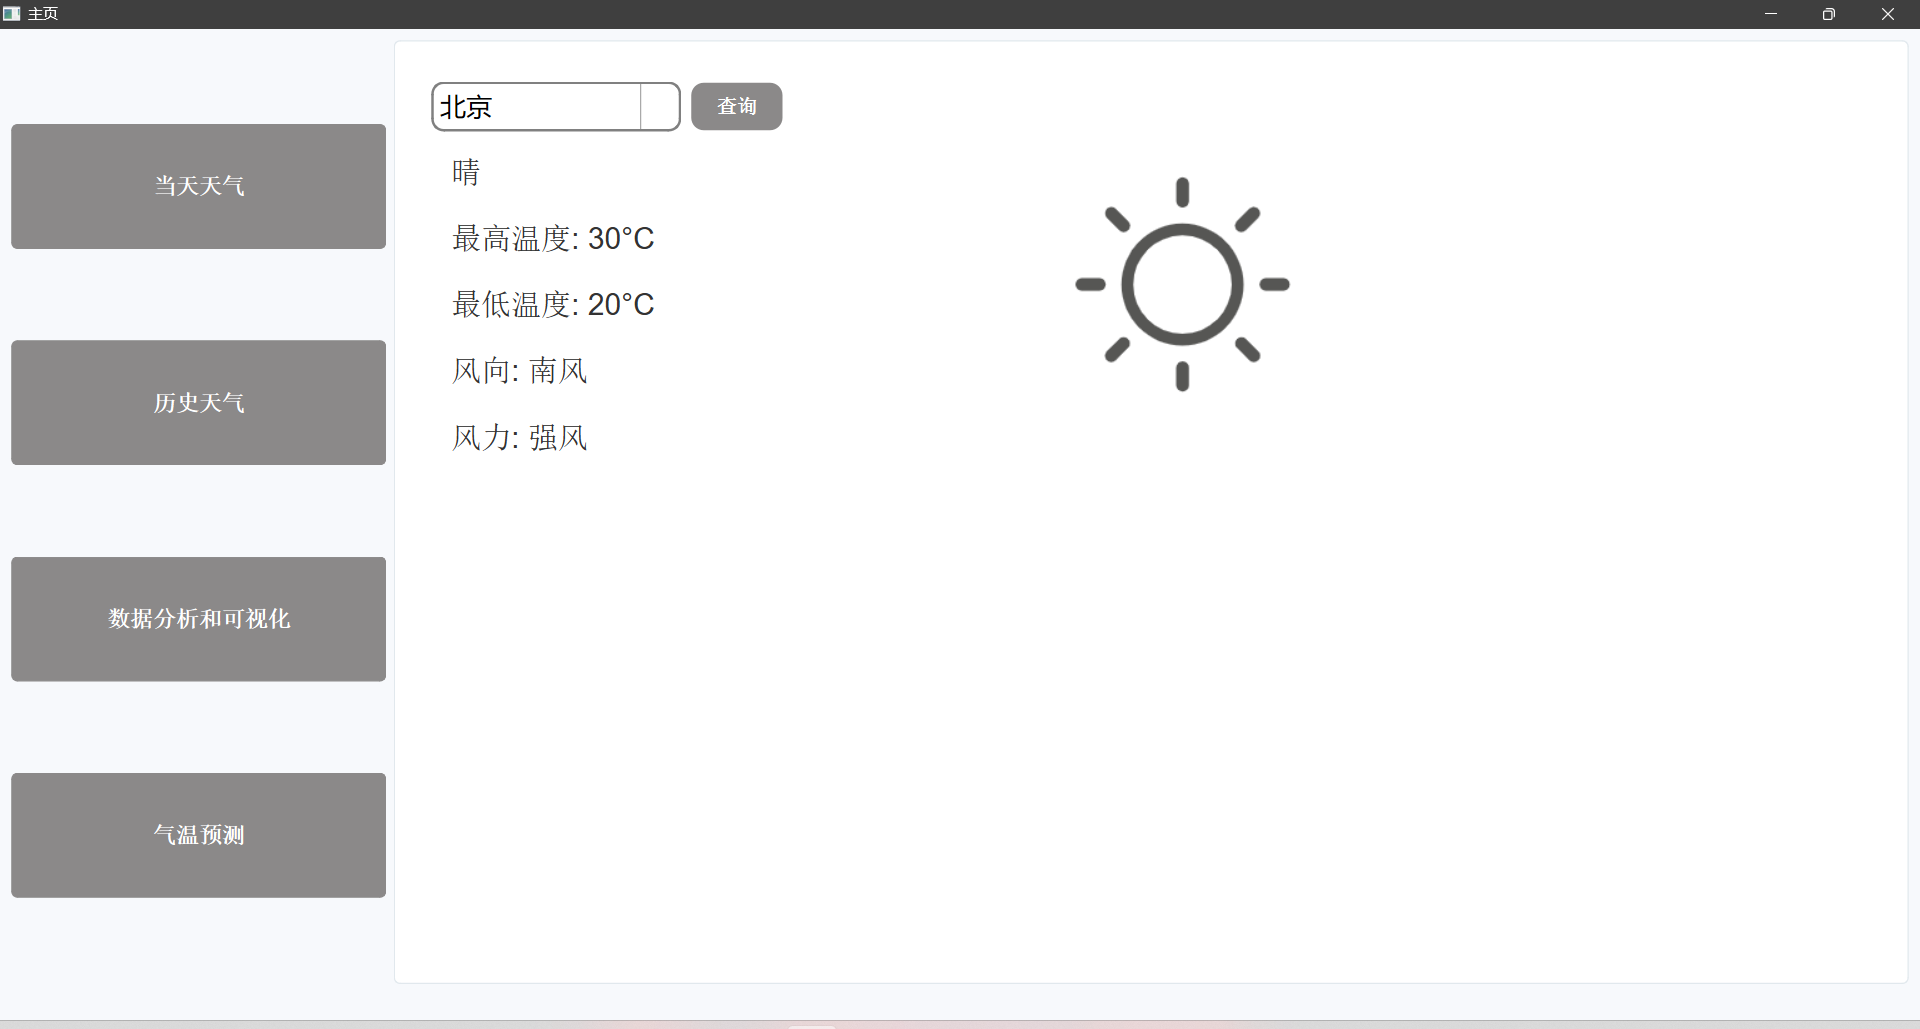 主页
当天天气
历史天气
数据分析和可视化
气温预测
北京
查询
晴
最高温度: 30°C
最低温度: 20°C
风向: 南风
风力: 强风